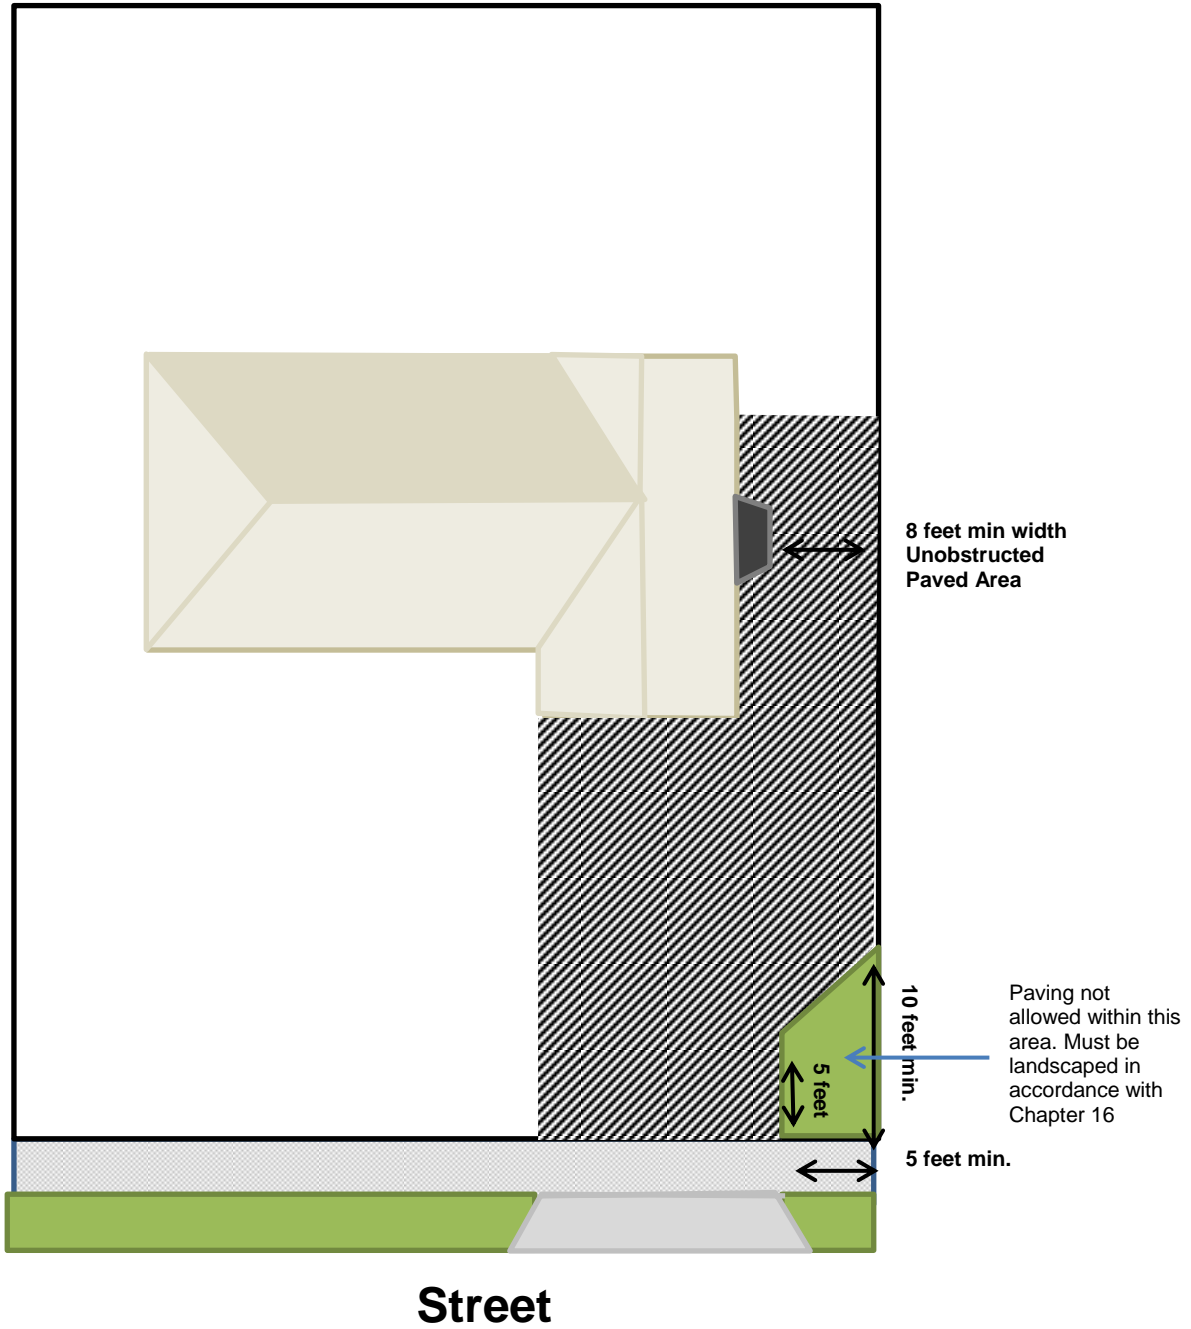 8 feet min width
Unobstructed
Paved Area
10 feet min.
5 feet
Paving not
allowed within this
area. Must be
landscaped in
accordance with
Chapter 16
5 feet min.
Street